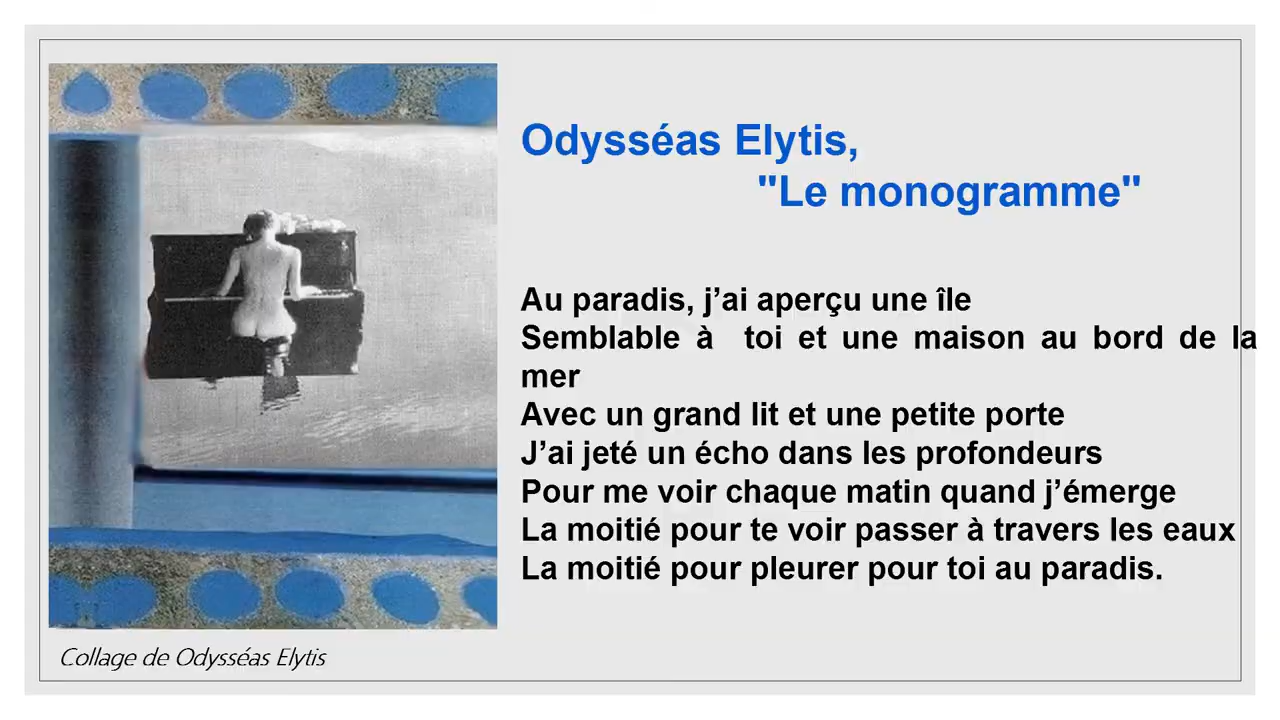 Odysséas Elytis,
"Le monogramme"
Au paradis, j’ai aperçu une île
Semblable à toi et une maison au bord de la
mer
Avec un grand lit et une petite porte
J’ai jeté un écho dans les profondeurs
Pour me voir chaque matin quand j’émerge
La moitié pour te voir passer à travers les eaux
La moitié pour pleurer pour toi au paradis.
Collage de Odysséas Elytis